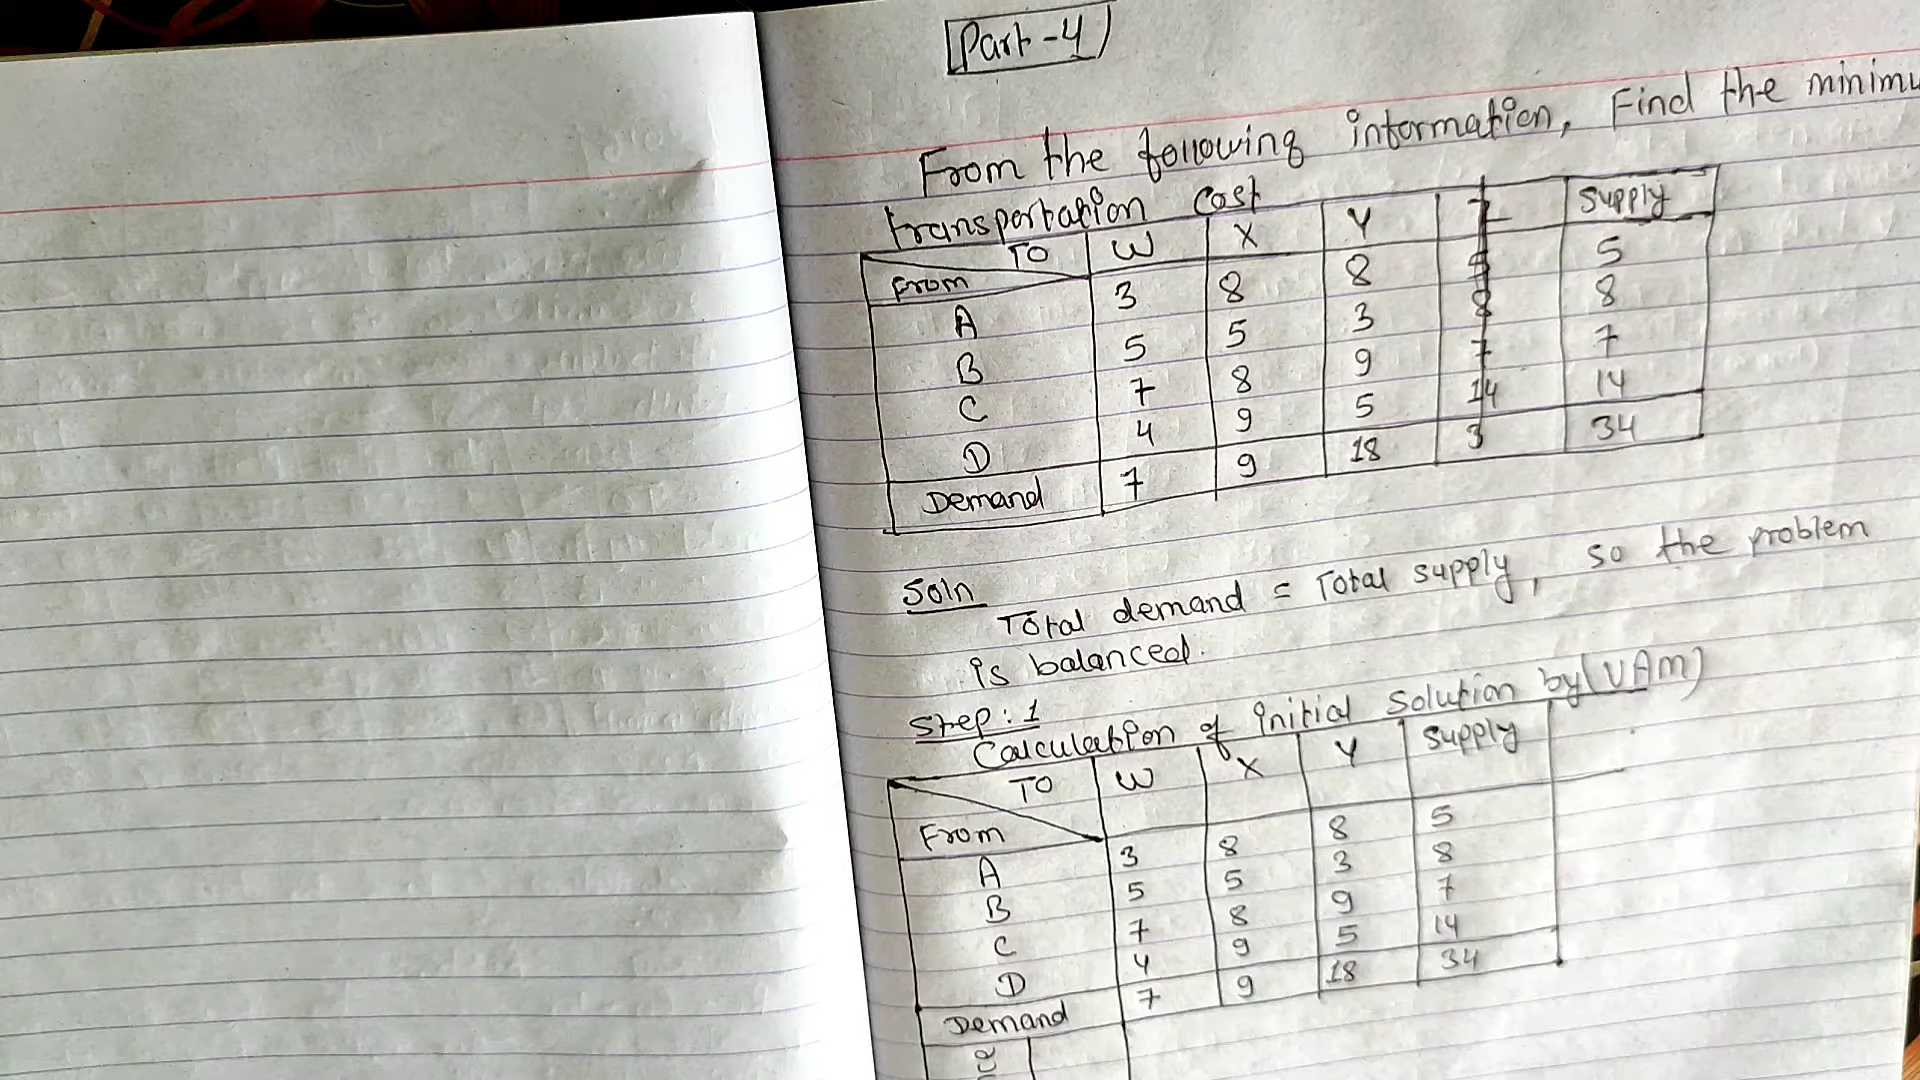 Part-4
From the following information, Find the
transportation cost
TO W X Y Supply
From
A 3 8 8 5
B 5 5 3 8
C 7 8 9 7 7
D 4 9 5 14 14
Demand 7 9 18 3 34
Soln
Total demand = Total supply, so the problem
is balanced.
Step: 1
Calculation of initial solution by (VAM)
TO W X Y Supply
From
A 3 8 8 5
B 5 5 3 8
C 7 8 9 7
D 4 9 5 14
Demand 7 9 18 34